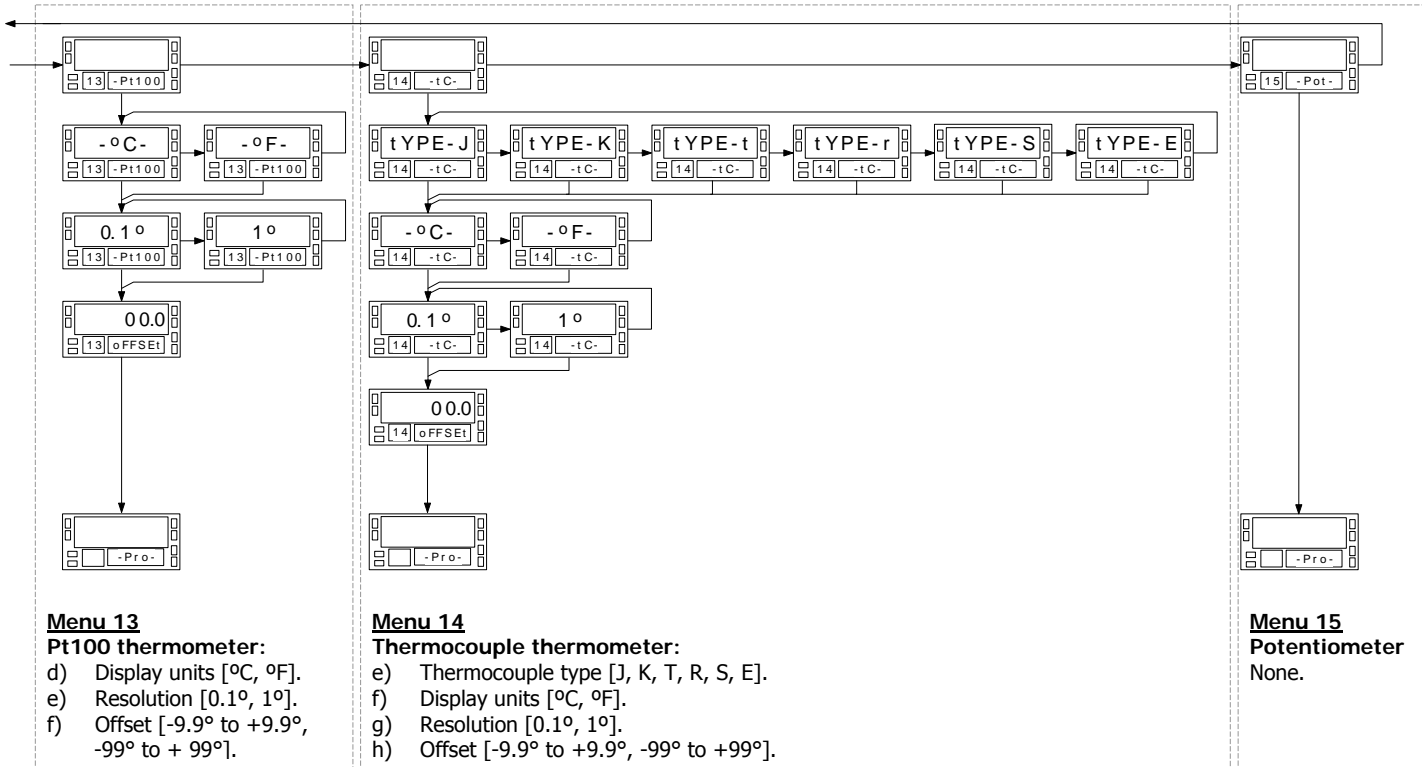 13 -Pt100
14 -tC-
15 -Pot-
-ºC-
13 -Pt100
-ºF-
13 -Pt100
tYPE-J
14 -tC-
tYPE-K
14 -tC-
tYPE-t
14 -tC-
tYPE-r
14 -tC-
tYPE-S
14 -tC-
tYPE-E
14 -tC-
0.1º
13 -Pt100
1º
13 -Pt100
-ºC-
14 -tC-
-ºF-
14 -tC-
00.0
13 oFFSEt
0.1º
14 -tC-
1º
14 -tC-
00.0
14 oFFSEt
-Pro-
-Pro-
-Pro-
Menu 13
Pt100 thermometer:
d) Display units [ºC, ºF].
e) Resolution [0.1º, 1º].
f) Offset [-9.9° to +9.9°,
-99° to + 99°].
Menu 14
Thermocouple thermometer:
e) Thermocouple type [J, K, T, R, S, E].
f) Display units [ºC, ºF].
g) Resolution [0.1º, 1º].
h) Offset [-9.9° to +9.9°, -99° to +99°].
Menu 15
Potentiometer
None.